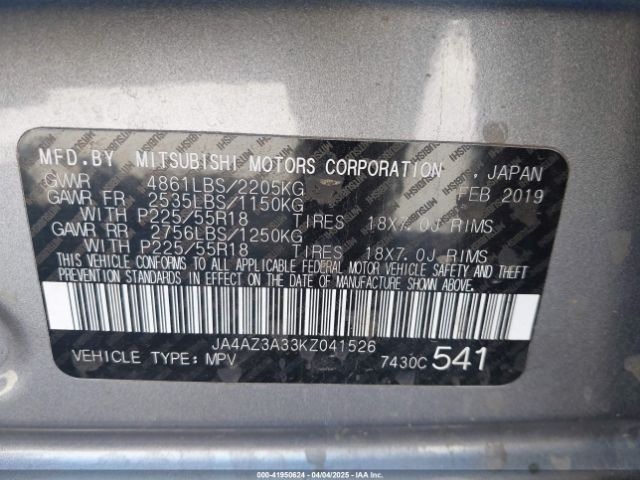 MFD.BY MITSUBISHI MOTORS CORPORATION , JAPAN
GVWR 4861LBS/2205KG FEB 2019
GAWR FR 2535LBS/1150KG
WITH P225/55R18 TIRES 18X7.0J RIMS
GAWR RR 2756LBS/1250KG
WITH P225/55R18 TIRES 18X7.0J RIMS
THIS VEHICLE CONFORMS TO ALL APPLICABLE FEDERAL MOTOR VEHICLE SAFETY AND THEFT
PREVENTION STANDARDS IN EFFECT ON THE DATE OF MANUFACTURE SHOWN ABOVE.
JA4AZ3A33KZ041526
VEHICLE TYPE: MPV 7430C 541
000-41950624 - 04/04/2025 - IAA Inc.